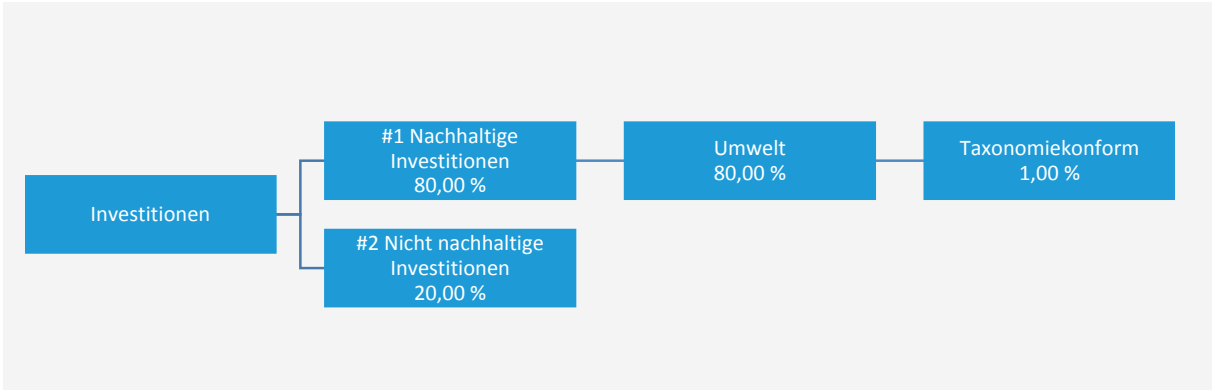 Investitionen
#1 Nachhaltige
Investitionen
80,00 %
#2 Nicht nachhaltige
Investitionen
20,00 %
Umwelt
80,00 %
Taxonomiekonform
1,00 %